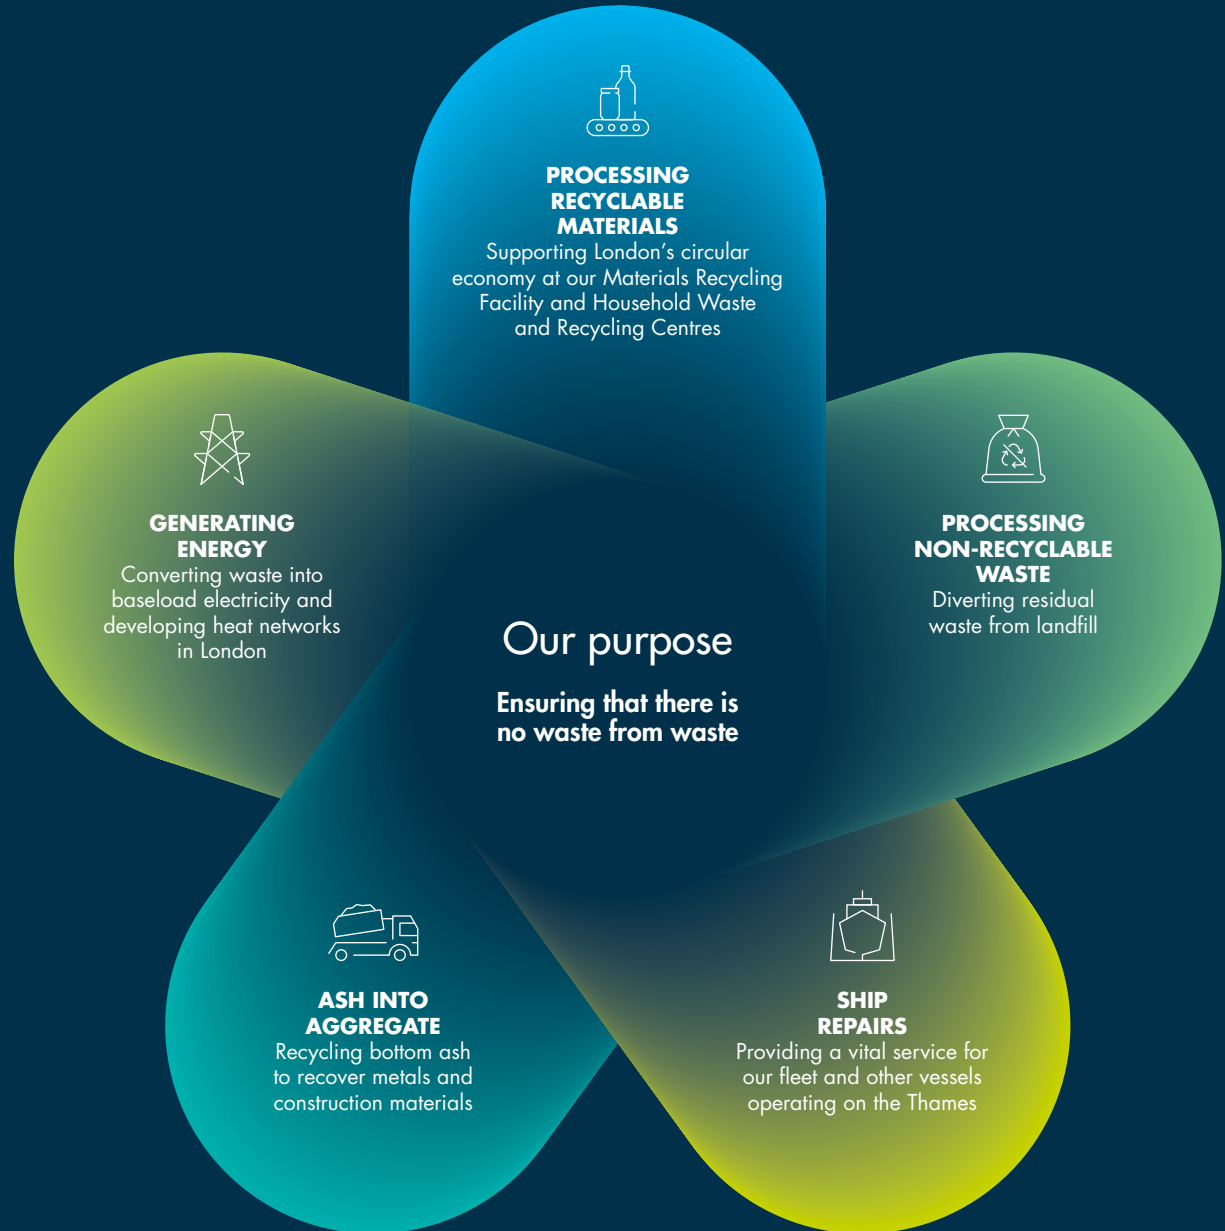 PROCESSING
RECYCLABLE
MATERIALS
Supporting London's circular
economy at our Materials Recycling
Facility and Household Waste
and Recycling Centres
GENERATING
ENERGY
Converting waste into
baseload electricity and
developing heat networks
in London
PROCESSING
NON-RECYCLABLE
WASTE
Diverting residual
waste from landfill
Our purpose
Ensuring that there is
no waste from waste
ASH INTO
AGGREGATE
Recycling bottom ash
to recover metals and
construction materials
SHIP
REPAIRS
Providing a vital service for
our fleet and other vessels
operating on the Thames